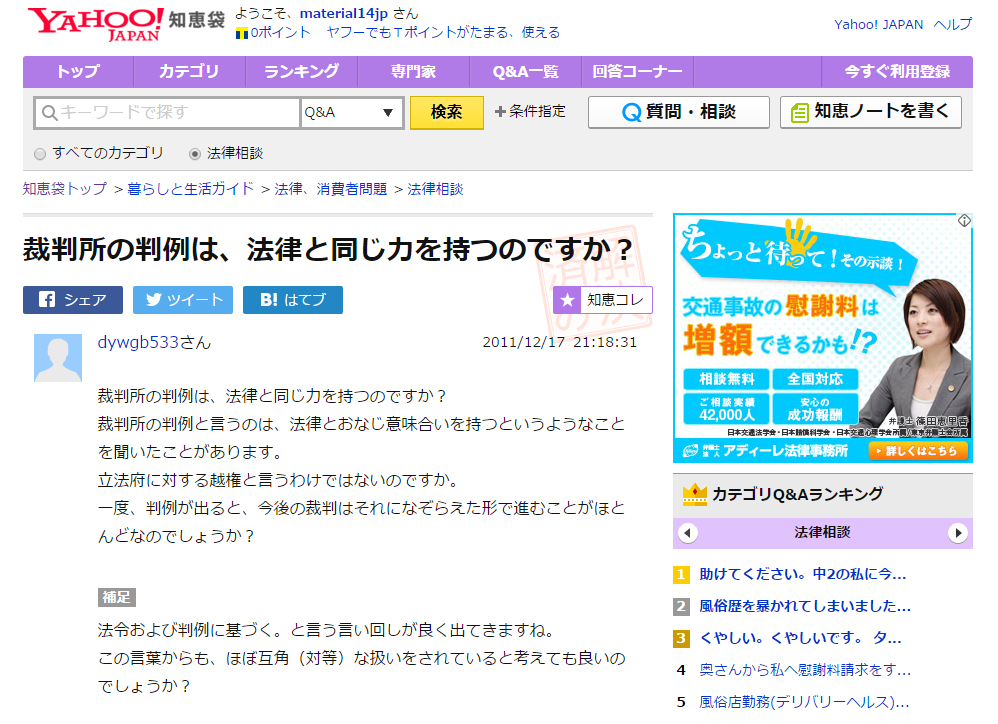 YAHOO! JAPAN 知恵袋
ようこそ、material14jp さん
0ポイント ヤフーでもTポイントがたまる、使える
Yahoo! JAPAN ヘルプ
トップ カテゴリ ランキング 専門家 Q&A一覧 回答コーナー 今すぐ利用登録
キーワードで探す Q&A 検索 +条件指定 Q質問・相談 知恵ノートを書く
すべてのカテゴリ 法律相談
知恵袋トップ > 暮らしと生活ガイド > 法律、消費者問題 > 法律相談
裁判所の判例は、法律と同じ力を持つのですか？
解決済み
シェア ツイート B! はてブ 知恵コレ
dywgb533さん 2011/12/17 21:18:31
裁判所の判例は、法律と同じ力を持つのですか？
裁判所の判例と言うのは、法律とおなじ意味合いを持つというようなこと
を聞いたことがあります。
立法府に対する越権と言うわけではないのですか。
一度、判例が出ると、今後の裁判はそれになぞらえた形で進むことがほと
んどなのでしょうか？
補足
法令および判例に基づく。と言う言い回しが良く出てきますね。
この言葉からも、ほぼ互角（対等）な扱いをされていると考えても良いの
でしょうか？
ちょっと待って！その示談！
交通事故の慰謝料は
増額できるかも!?
相談無料 全国対応
ご相談実績
42,000人
安心の
成功報酬
弁護士 篠田恵里香
弁護士法人 アディーレ法律事務所 詳しくはこちら
カテゴリQ&Aランキング
法律相談
1 助けてください。中2の私に今...
2 風俗歴を暴かれてしまいました...
3 くやしい。くやしいです。 タ...
4 奥さんから私へ慰謝料請求をす...
5 風俗店勤務(デリバリーヘルス)...